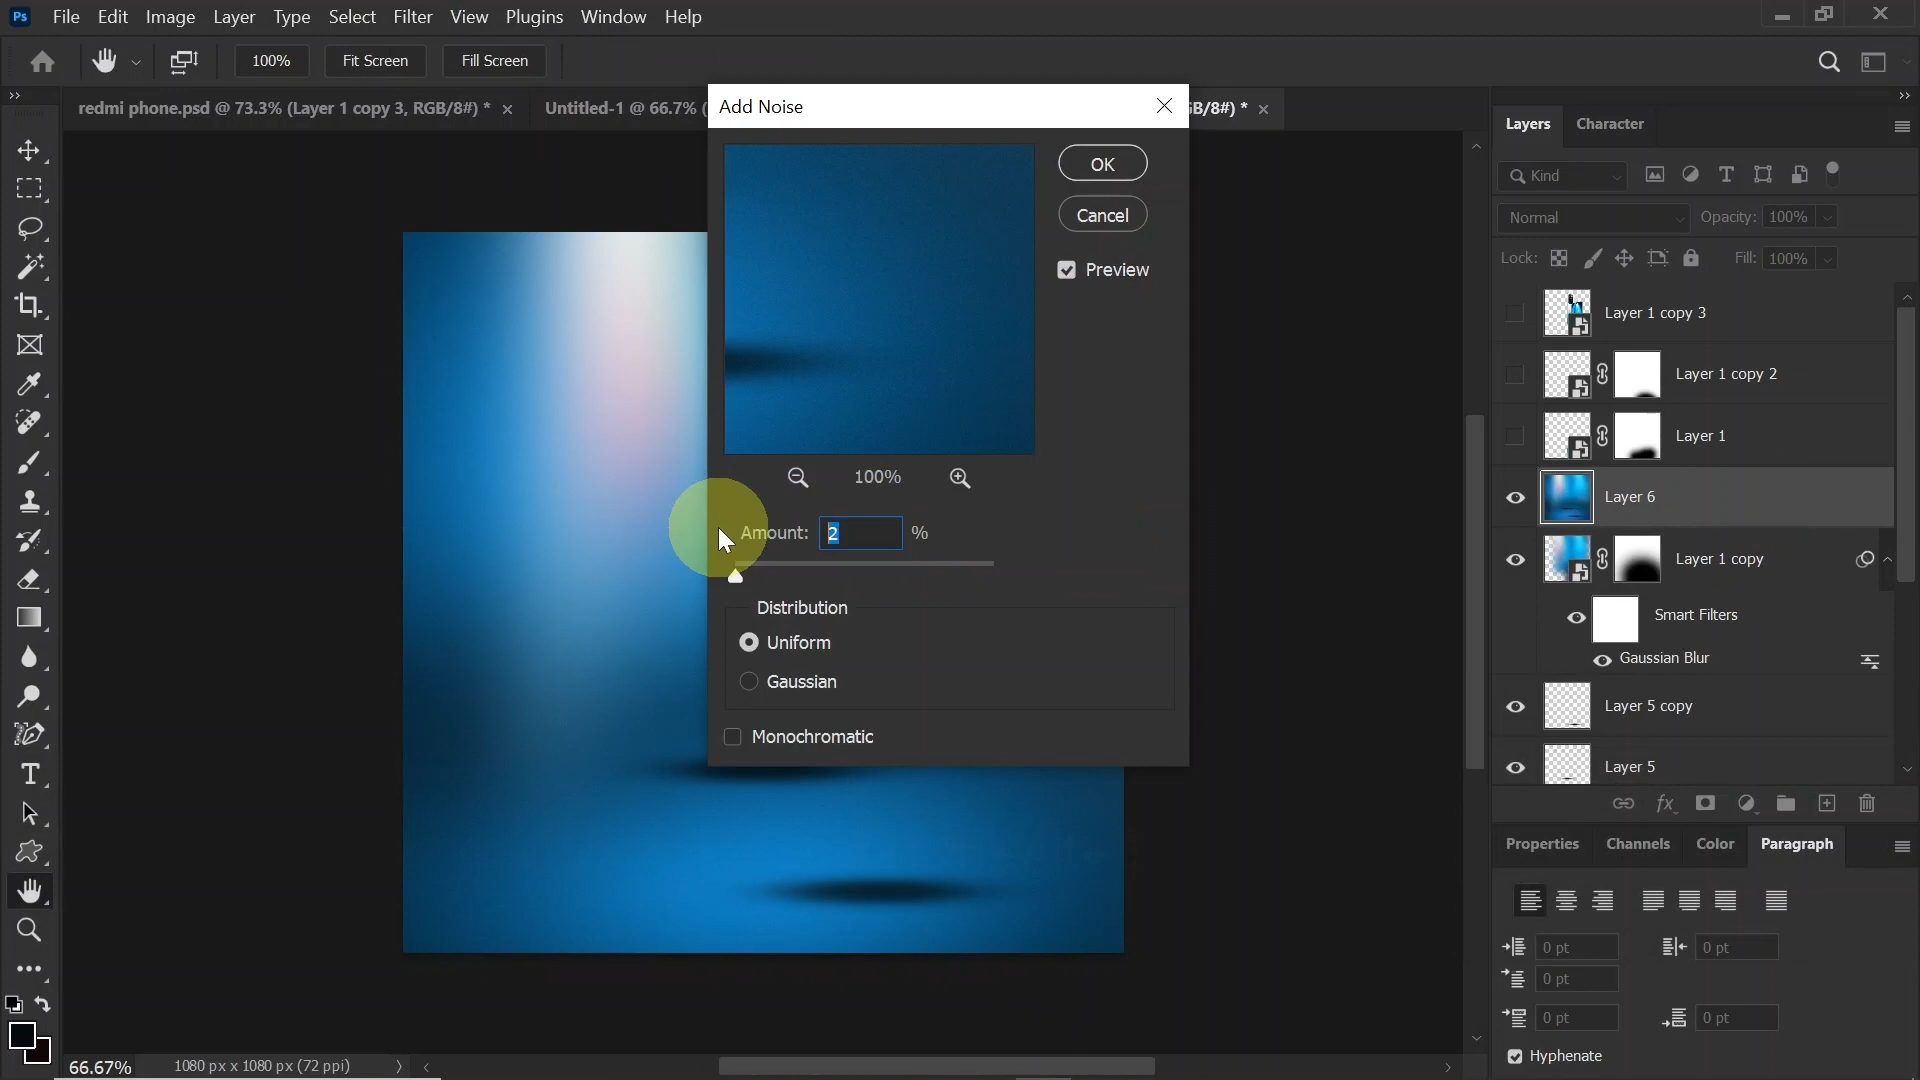 Ps File Edit Image Layer Type Select Filter View Plugins Window Help
100% Fit Screen Fill Screen
redmi phone.psd @ 73.3% (Layer 1 copy 3, RGB/8#) * Untitled-1 @ 66.7% ( GB/8#) *
Add Noise
OK
Cancel
Preview
100%
Amount: 2 %
Distribution
Uniform
Gaussian
Monochromatic
Layers Character
Kind
Normal Opacity: 100%
Lock: Fill: 100%
Layer 1 copy 3
Layer 1 copy 2
Layer 1
Layer 6
Layer 1 copy
Smart Filters
Gaussian Blur
Layer 5 copy
Layer 5
fx
Properties Channels Color Paragraph
0 pt 0 pt
0 pt
0 pt 0 pt
Hyphenate
66.67% 1080 px x 1080 px (72 ppi)